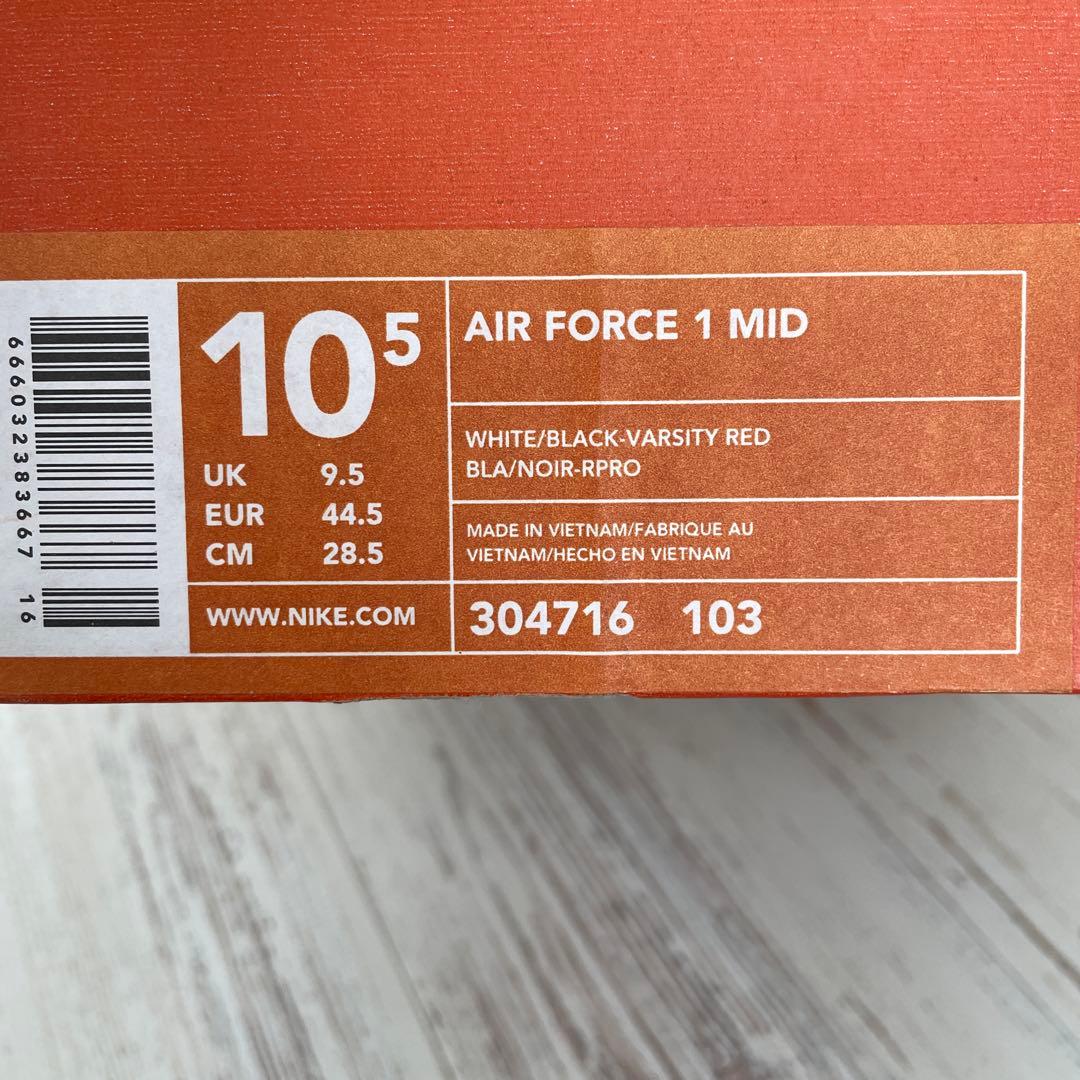 666032383667 16
10 5
UK 9.5
EUR 44.5
CM 28.5
WWW.NIKE.COM
AIR FORCE 1 MID
WHITE/BLACK-VARSITY RED
BLA/NOIR-RPRO
MADE IN VIETNAM/FABRIQUE AU
VIETNAM/HECHO EN VIETNAM
304716 103